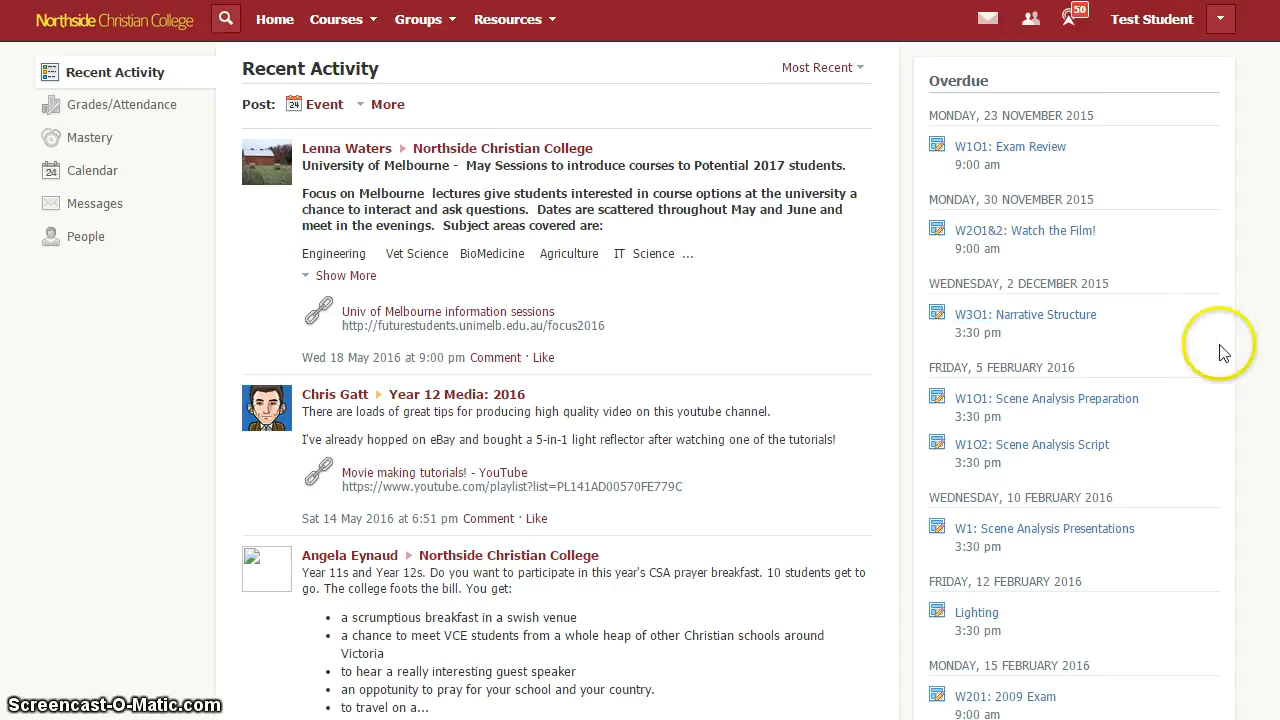 Northside Christian College
Home Courses Groups Resources
50
Test Student
Recent Activity
Grades/Attendance
Mastery
24 Calendar
Messages
People
Recent Activity
Most Recent
Post: 24 Event More
Lenna Waters Northside Christian College
University of Melbourne - May Sessions to introduce courses to Potential 2017 students.
Focus on Melbourne lectures give students interested in course options at the university a
chance to interact and ask questions. Dates are scattered throughout May and June and
meet in the evenings. Subject areas covered are:
Engineering Vet Science BioMedicine Agriculture IT Science ...
Show More
Univ of Melbourne information sessions
http://futurestudents.unimelb.edu.au/focus2016
Wed 18 May 2016 at 9:00 pm Comment · Like
Chris Gatt Year 12 Media: 2016
There are loads of great tips for producing high quality video on this youtube channel.
I've already hopped on eBay and bought a 5-in-1 light reflector after watching one of the tutorials!
Movie making tutorials! - YouTube
https://www.youtube.com/playlist?list=PL141AD00570FE779C
Sat 14 May 2016 at 6:51 pm Comment · Like
Angela Eynaud Northside Christian College
Year 11s and Year 12s. Do you want to participate in this year's CSA prayer breakfast. 10 students get to
go. The college foots the bill. You get:
• a scrumptious breakfast in a swish venue
• a chance to meet VCE students from a whole heap of other Christian schools around
Victoria
• to hear a really interesting guest speaker
• an oppotunity to pray for your school and your country.
• to travel on a...
Overdue
MONDAY, 23 NOVEMBER 2015
W1O1: Exam Review
9:00 am
MONDAY, 30 NOVEMBER 2015
W2O1&2: Watch the Film!
9:00 am
WEDNESDAY, 2 DECEMBER 2015
W3O1: Narrative Structure
3:30 pm
FRIDAY, 5 FEBRUARY 2016
W1O1: Scene Analysis Preparation
3:30 pm
W1O2: Scene Analysis Script
3:30 pm
WEDNESDAY, 10 FEBRUARY 2016
W1: Scene Analysis Presentations
3:30 pm
FRIDAY, 12 FEBRUARY 2016
Lighting
3:30 pm
MONDAY, 15 FEBRUARY 2016
W201: 2009 Exam
9:00 am
Screencast-O-Matic.com